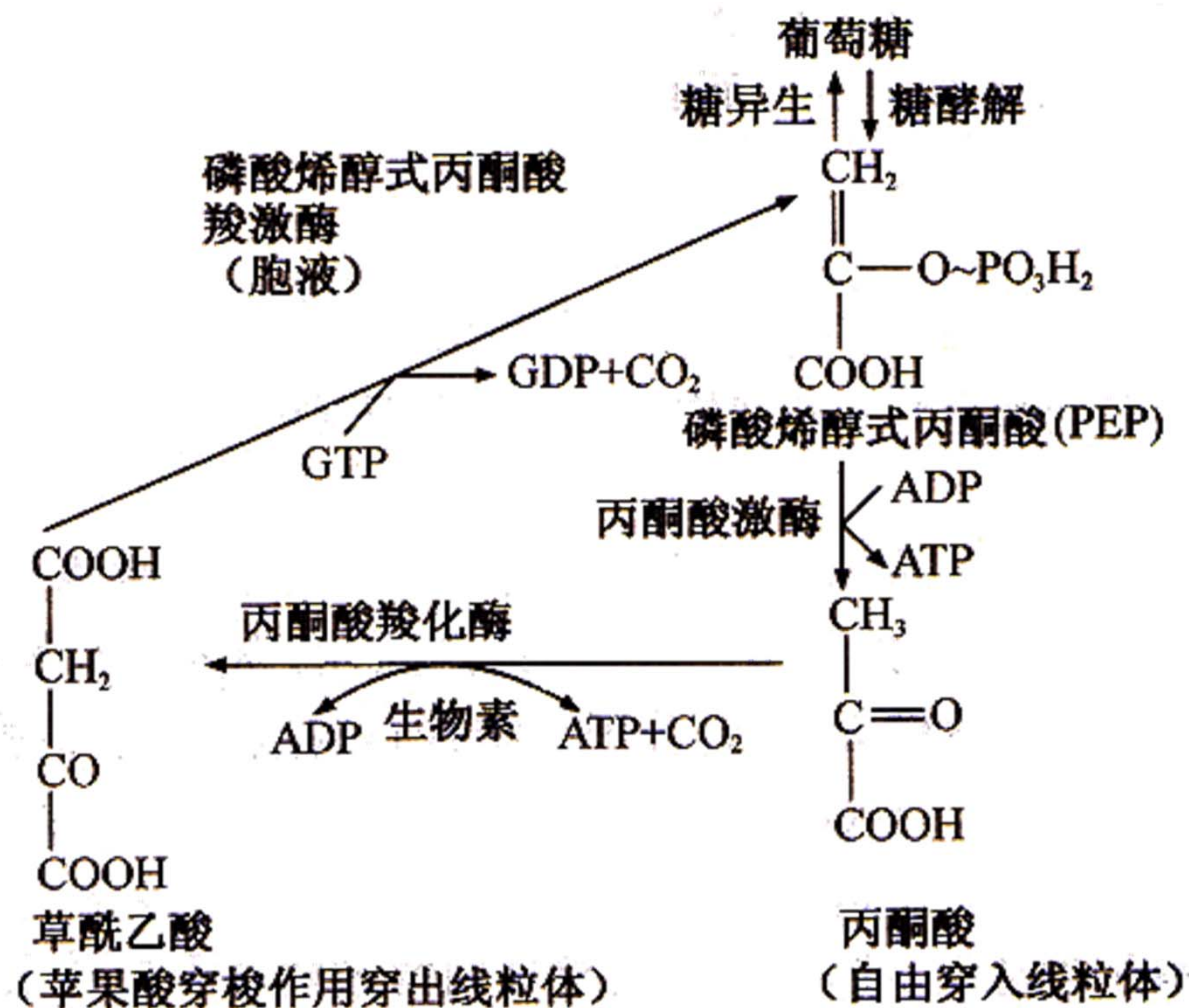 葡萄糖
糖异生
糖酵解
磷酸烯醇式丙酮酸
羧激酶
（胞液）
CH₂
C—O~PO₃H₂
COOH
GDP+CO₂
GTP
磷酸烯醇式丙酮酸(PEP)
丙酮酸激酶
ADP
ATP
COOH
CH₂
CO
COOH
丙酮酸羧化酶
ADP
生物素
ATP+CO₂
CH₃
C=O
COOH
草酰乙酸
（苹果酸穿梭作用穿出线粒体）
丙酮酸
（自由穿入线粒体）